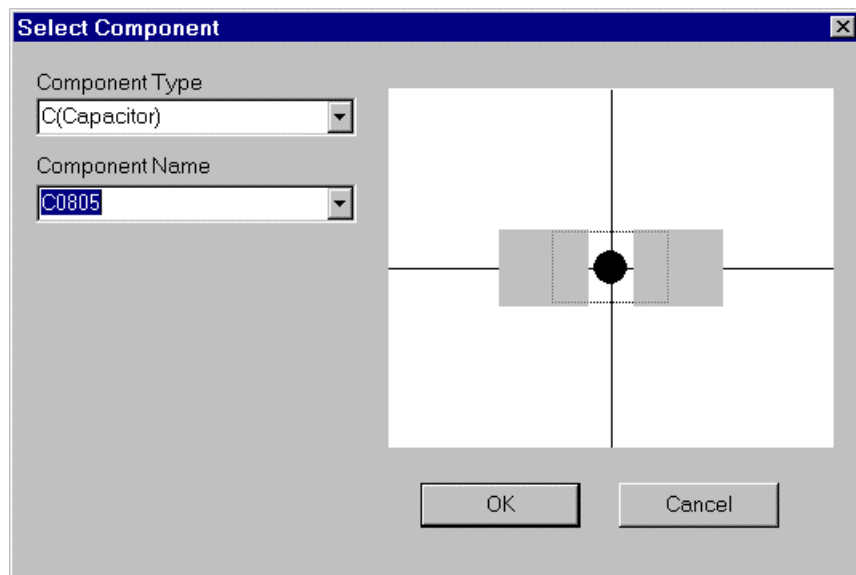 Select Component
Component Type
C(Capacitor)
Component Name
C0805
OK
Cancel